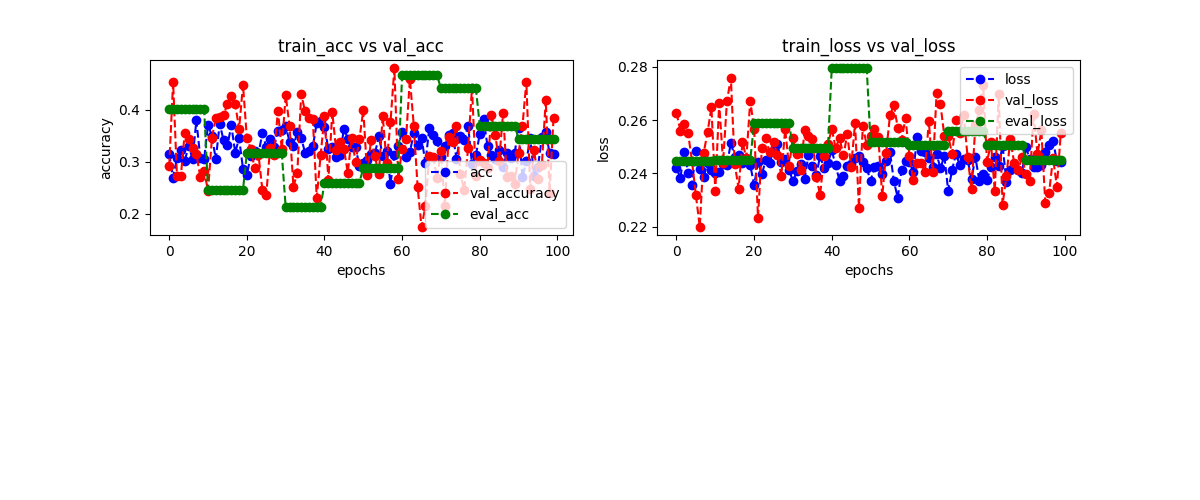 train_acc vs val_acc
accuracy
0.4
0.3
0.2
0 20 40 60 80 100
epochs
acc
val_accuracy
eval_acc
train_loss vs val_loss
loss
0.28
0.26
0.24
0.22
0 20 40 60 80 100
epochs
loss
val_loss
eval_loss